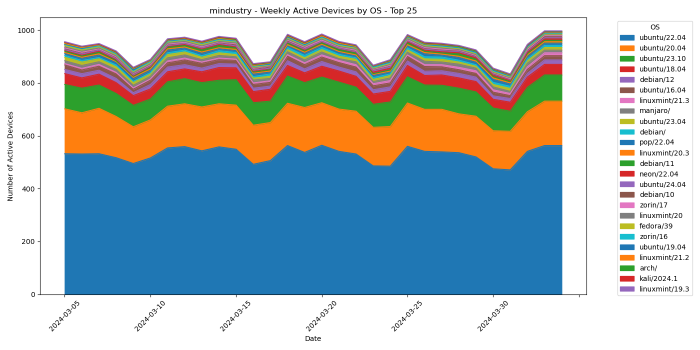 mindustry - Weekly Active Devices by OS - Top 25
Number of Active Devices
1000
800
600
400
200
0
2024-03-05
2024-03-10
2024-03-15
2024-03-20
2024-03-25
2024-03-30
Date
OS
ubuntu/22.04
ubuntu/20.04
ubuntu/23.10
ubuntu/18.04
debian/12
ubuntu/16.04
linuxmint/21.3
manjaro/
ubuntu/23.04
debian/
pop/22.04
linuxmint/20.3
debian/11
neon/22.04
ubuntu/24.04
debian/10
zorin/17
linuxmint/20
fedora/39
zorin/16
ubuntu/19.04
linuxmint/21.2
arch/
kali/2024.1
linuxmint/19.3